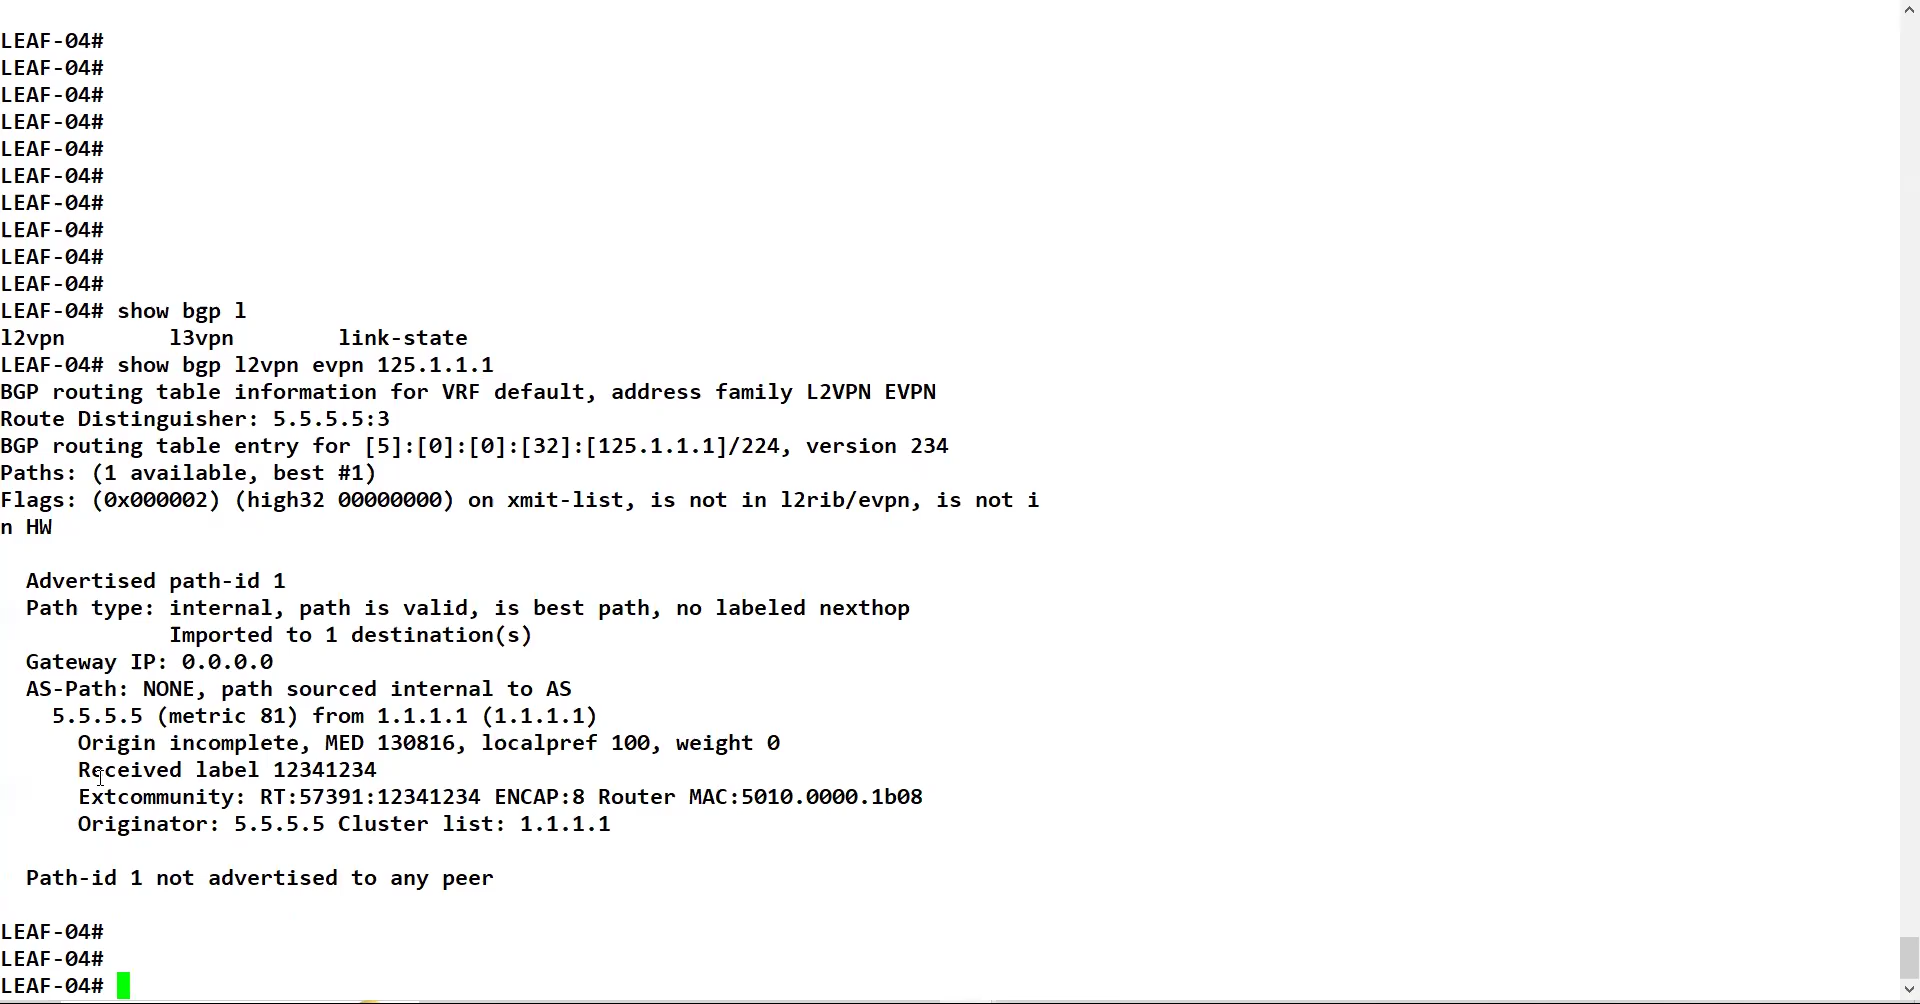 LEAF-04#
LEAF-04#
LEAF-04#
LEAF-04#
LEAF-04#
LEAF-04#
LEAF-04#
LEAF-04#
LEAF-04#
LEAF-04#
LEAF-04# show bgp l
l2vpn l3vpn link-state
LEAF-04# show bgp l2vpn evpn 125.1.1.1
BGP routing table information for VRF default, address family L2VPN EVPN
Route Distinguisher: 5.5.5.5:3
BGP routing table entry for [5]:[0]:[0]:[32]:[125.1.1.1]/224, version 234
Paths: (1 available, best #1)
Flags: (0x000002) (high32 00000000) on xmit-list, is not in l2rib/evpn, is not i
n HW
Advertised path-id 1
Path type: internal, path is valid, is best path, no labeled nexthop
Imported to 1 destination(s)
Gateway IP: 0.0.0.0
AS-Path: NONE, path sourced internal to AS
5.5.5.5 (metric 81) from 1.1.1.1 (1.1.1.1)
Origin incomplete, MED 130816, localpref 100, weight 0
Received label 12341234
Extcommunity: RT:57391:12341234 ENCAP:8 Router MAC:5010.0000.1b08
Originator: 5.5.5.5 Cluster list: 1.1.1.1
Path-id 1 not advertised to any peer
LEAF-04#
LEAF-04#
LEAF-04#